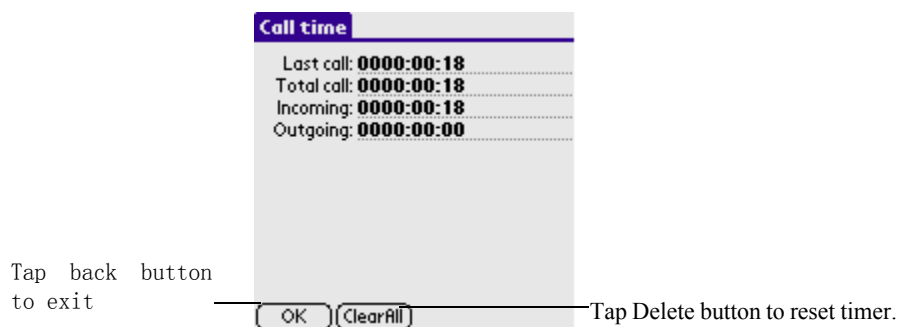 Call time
Last call: 0000:00:18
Total call: 0000:00:18
Incoming: 0000:00:18
Outgoing: 0000:00:00
Tap back button
to exit
OK ClearAll
Tap Delete button to reset timer.